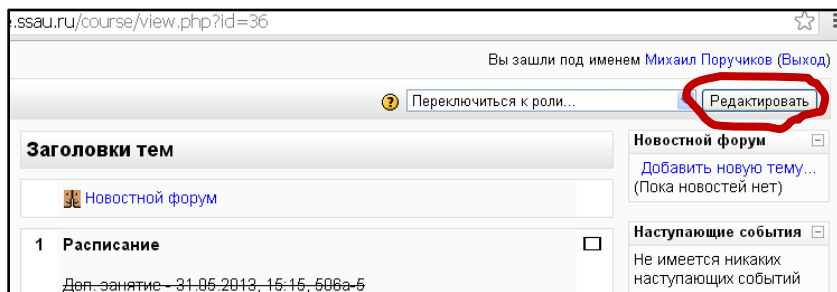 .ssau.ru/course/view.php?id=36
Вы зашли под именем Михаил Поручиков (Выход)
Переключиться к роли...
Редактировать
Заголовки тем
Новостной форум
1 Расписание
Доп. занятие - 31.05.2013, 15:15, 506а-5
Новостной форум
Добавить новую тему...
(Пока новостей нет)
Наступающие события
Не имеется никаких
наступающих событий